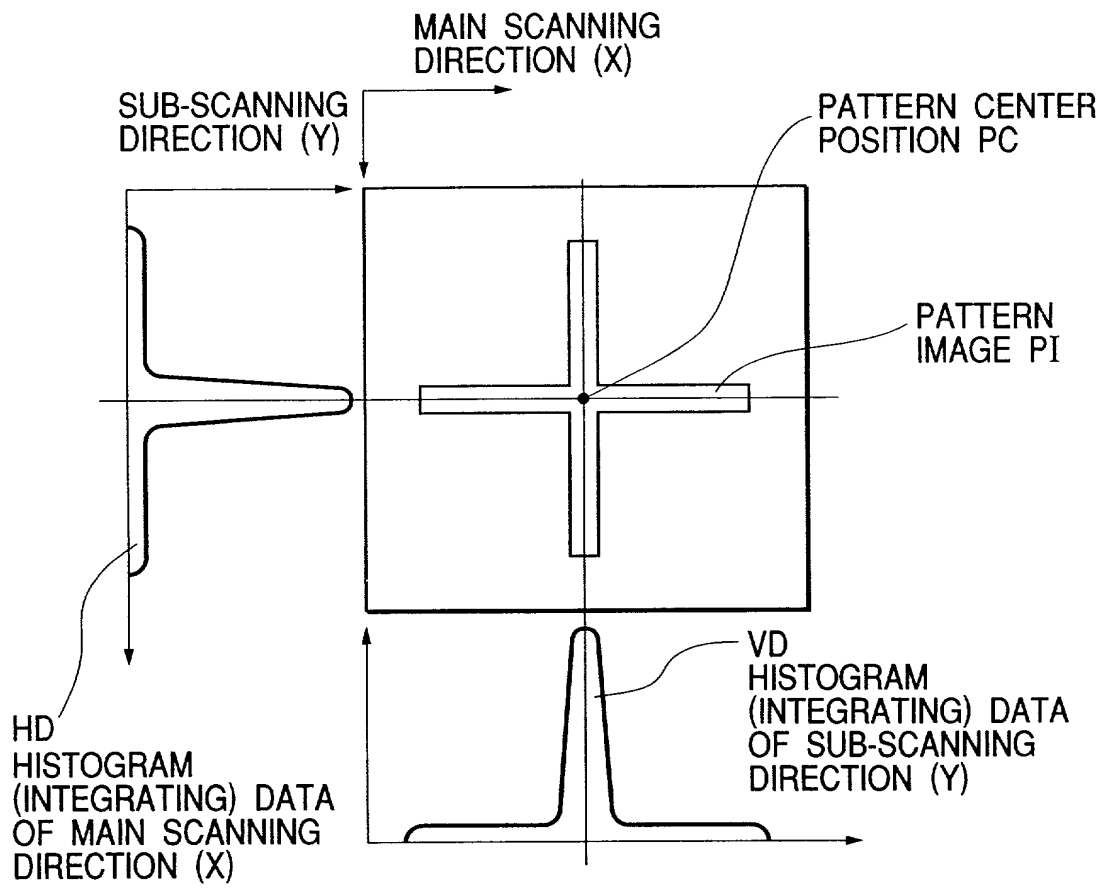 MAIN SCANNING
DIRECTION (X)
SUB-SCANNING
DIRECTION (Y)
PATTERN CENTER
POSITION PC
PATTERN
IMAGE PI
VD
HISTOGRAM
(INTEGRATING) DATA
OF SUB-SCANNING
DIRECTION (Y)
HD
HISTOGRAM
(INTEGRATING) DATA
OF MAIN SCANNING
DIRECTION (X)